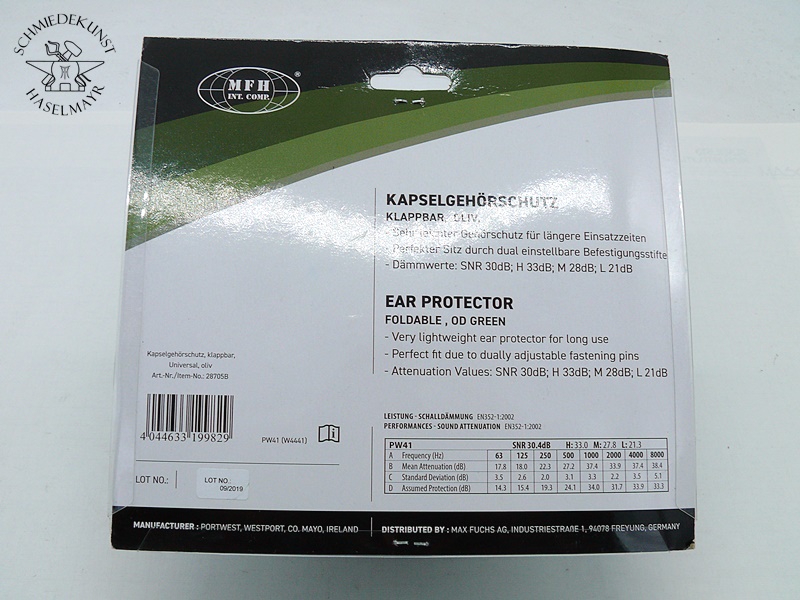 SCHMIEDEKUNST
HASELMAYR
MFH ®
INT. COMP.
KAPSELGEHÖRSCHUTZ
KLAPPBAR, OLIV.
- Sehr leichter Gehörschutz für längere Einsatzzeiten
- Perfekter Sitz durch dual einstellbare Befestigungsstifte
- Dämmwerte: SNR 30dB; H 33dB; M 28dB; L 21dB
EAR PROTECTOR
FOLDABLE , OD GREEN
- Very lightweight ear protector for long use
- Perfect fit due to dually adjustable fastening pins
- Attenuation Values: SNR 30dB; H 33dB; M 28dB; L 21dB
Kapselgehörschutz, klappbar,
Universal, oliv
Art.-Nr./Item-No.: 28705B
4 044633 199829
PW41 (W4441)
LOT NO.:
LOT NO.:
09/2019
LEISTUNG - SCHALLDÄMMUNG EN352-1:2002
PERFORMANCES - SOUND ATTENUATION EN352-1:2002
PW41 SNR 30.4dB H: 33.0 M: 27.8 L: 21.3
A Frequency (Hz) 63 125 250 500 1000 2000 4000 8000
B Mean Attenuation (dB) 17.8 18.0 22.3 27.2 37.4 33.9 37.4 38.4
C Standard Deviation (dB) 3.5 2.6 2.0 3.1 3.3 2.2 3.5 5.1
D Assumed Protection (dB) 14.3 15.4 19.3 24.1 34.0 31.7 33.9 33.3
MANUFACTURER : PORTWEST, WESTPORT, CO. MAYO, IRELAND
DISTRIBUTED BY : MAX FUCHS AG, INDUSTRIESTRAßE 1, 94078 FREYUNG, GERMANY